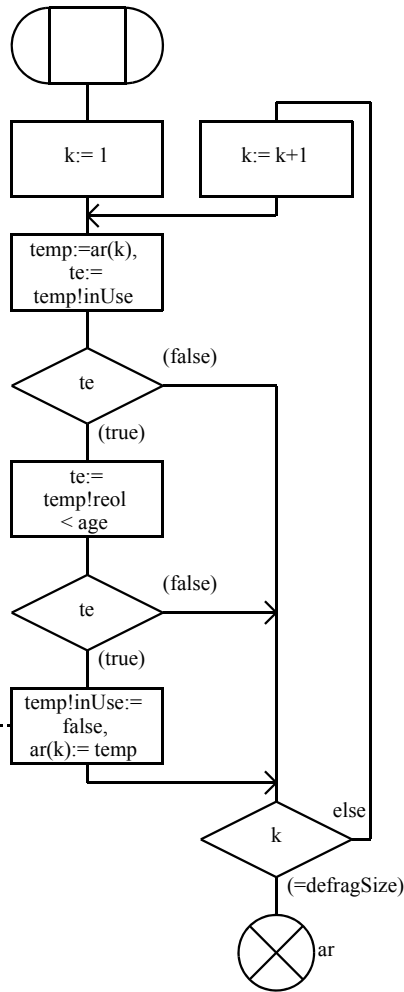 k:= 1
k:= k+1
temp:=ar(k),
te:=
temp!inUse
te
(false)
(true)
te:=
temp!reol
< age
te
(false)
(true)
temp!inUse:=
false,
ar(k):= temp
else
k
(=defragSize)
ar